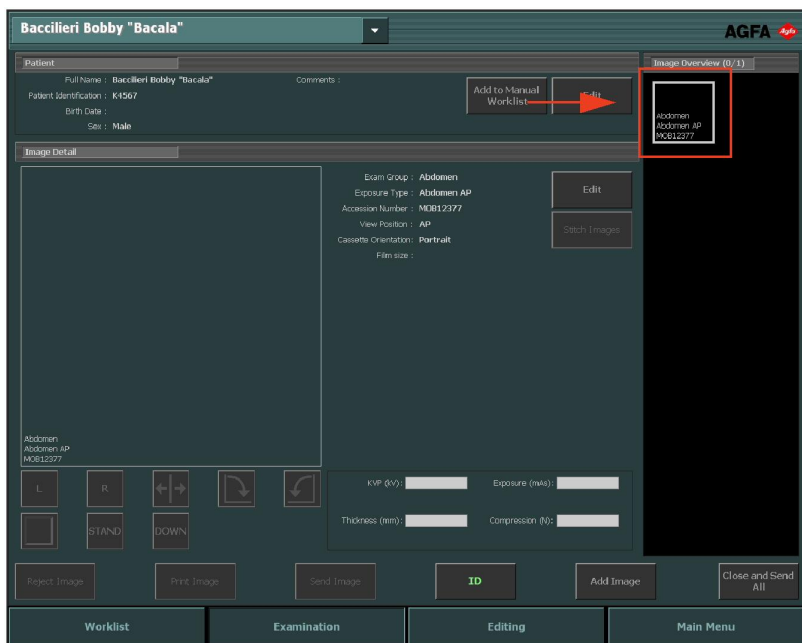 Baccilieri Bobby "Bacala"
AGFA
Agfa
Patient
Full Name : Baccilieri Bobby "Bacala"
Comments :
Patient Identification : K4567
Birth Date :
Sex : Male
Add to Manual
Worklist
Edit
Image Overview (0/1)
Abdomen
Abdomen AP
MOB12377
Image Detail
Exam Group : Abdomen
Exposure Type : Abdomen AP
Accession Number : MOB12377
View Position : AP
Cassette Orientation: Portrait
Film size :
Edit
Stitch Images
Abdomen
Abdomen AP
MOB12377
L
R
STAND
DOWN
KVP (kV):
Exposure (mAs):
Thickness (mm):
Compression (N):
Reject Image
Print Image
Send Image
ID
Add Image
Close and Send
All
Worklist
Examination
Editing
Main Menu